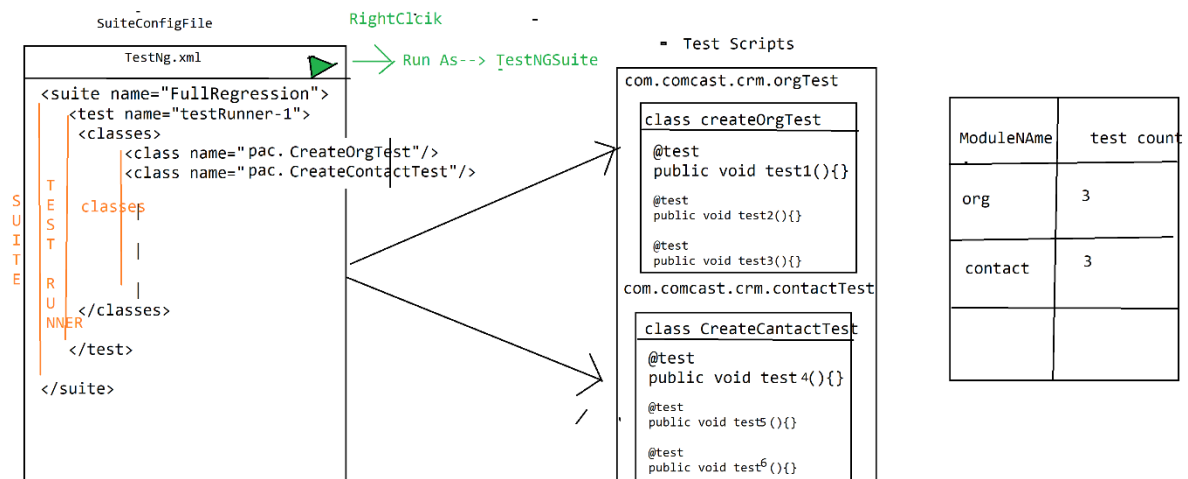 SuiteConfigFile
TestNg.xml
RightClcik
Run As--> TestNGSuite
<suite name="FullRegression">
<test name="testRunner-1">
<classes>
<class name="pac. CreateOrgTest"/>
<class name="pac. CreateContactTest"/>
classes
</classes>
</test>
</suite>
SUITE
TEST RUNNER
- Test Scripts
com.comcast.crm.orgTest
class createOrgTest
@test
public void test1(){}
@test
public void test2(){}
@test
public void test3(){}
com.comcast.crm.contactTest
class CreateCantactTest
@test
public void test4(){}
@test
public void test5(){}
@test
public void test6(){}
ModuleNAme test count
org 3
contact 3